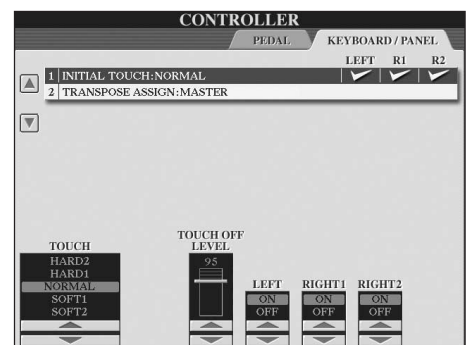 CONTROLLER
PEDAL KEYBOARD / PANEL
LEFT R1 R2
1 INITIAL TOUCH:NORMAL
2 TRANSPOSE ASSIGN:MASTER
TOUCH
HARD2
HARD1
NORMAL
SOFT1
SOFT2
TOUCH OFF
LEVEL
95
LEFT
ON
OFF
RIGHT1
ON
OFF
RIGHT2
ON
OFF